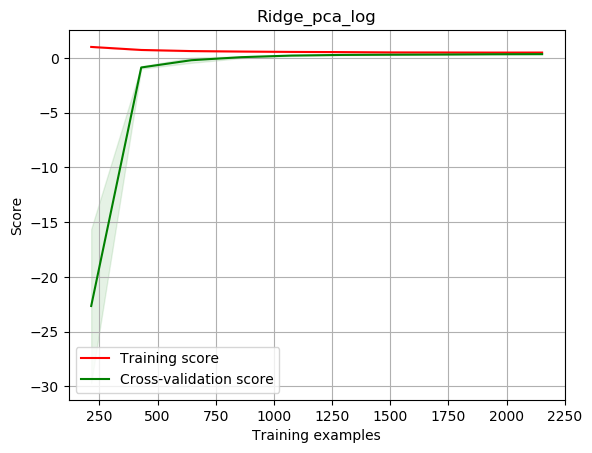 Ridge_pca_log
0
−5
−10
−15
−20
−25
−30
Score
Training score
Cross-validation score
250 500 750 1000 1250 1500 1750 2000 2250
Training examples